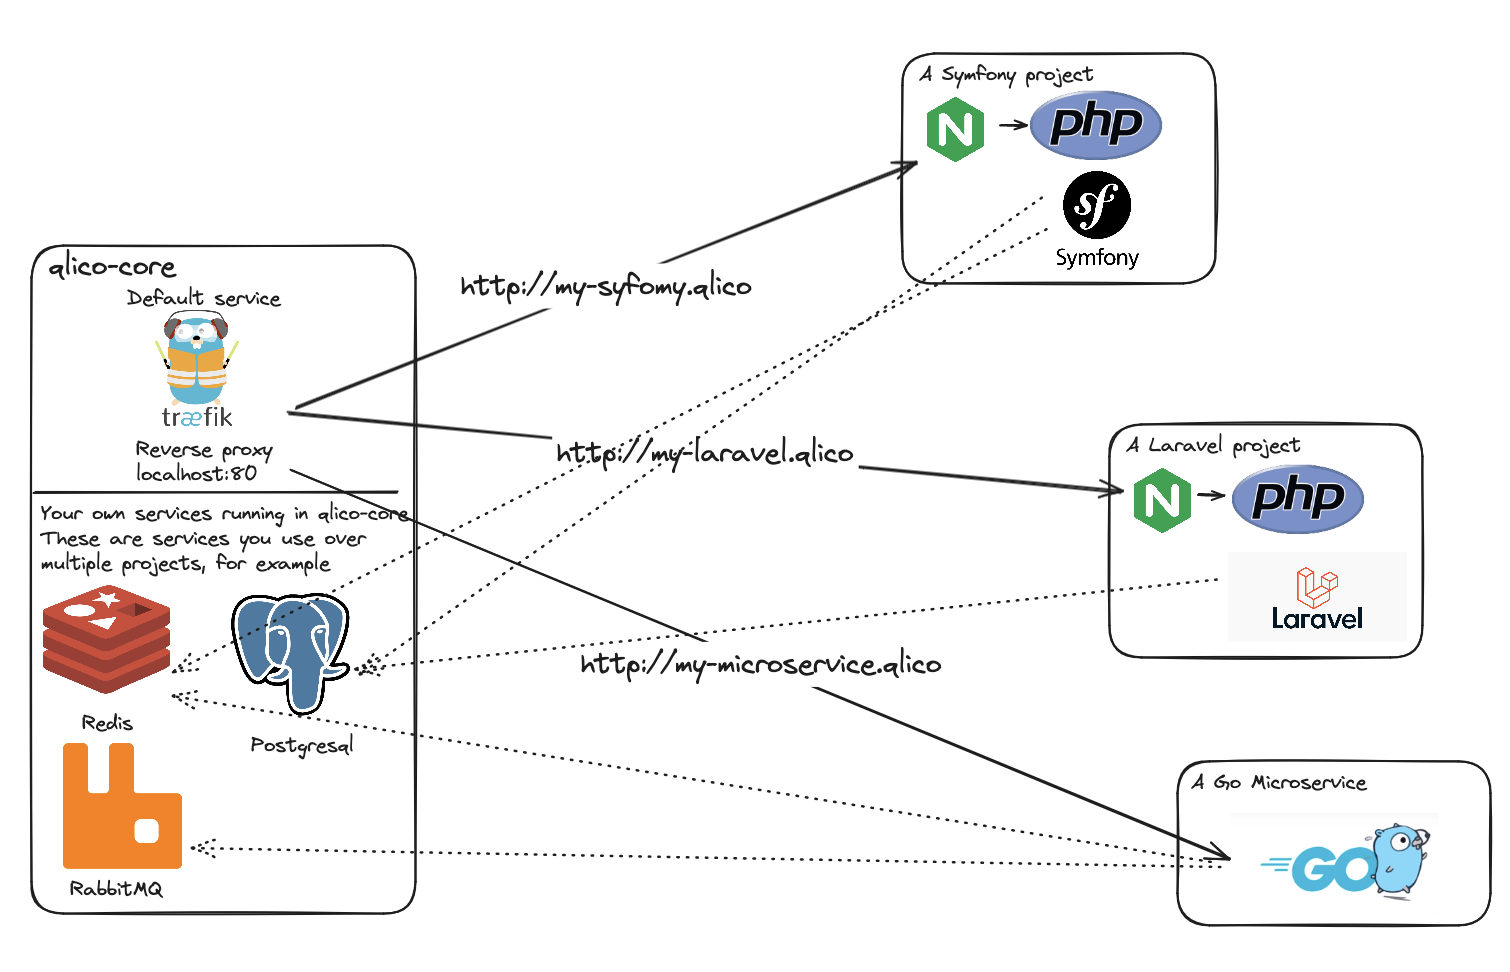 A Symfony project
N
php
sf
Symfony
http://my-syfomy.qlico
qlico-core
Default service
træfik
Reverse proxy
localhost:80
http://my-laravel.qlico
A Laravel project
N
php
Laravel
Your own services running in qlico-core
These are services you use over
multiple projects, for example
Redis
Postgresql
RabbitMQ
http://my-microservice.qlico
A Go Microservice
GO